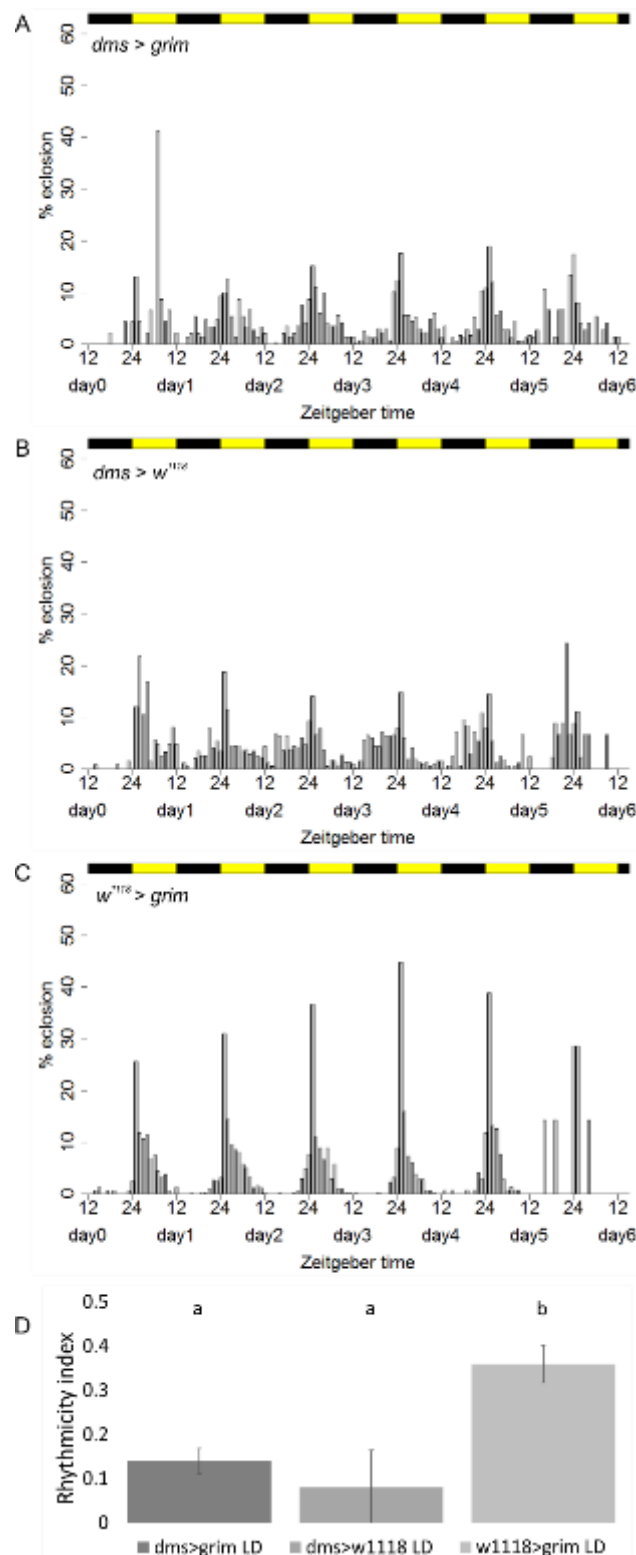 A
dms > grim
60
50
40
30
20
10
0
% eclosion
12 24 12 24 12 24 12 24 12 24 12 24 12
day0 day1 day2 day3 day4 day5 day6
Zeitgeber time
B
dms > w¹¹¹⁸
60
50
40
30
20
10
0
% eclosion
12 24 12 24 12 24 12 24 12 24 12 24 12
day0 day1 day2 day3 day4 day5 day6
Zeitgeber time
C
w¹¹¹⁸ > grim
60
50
40
30
20
10
0
% eclosion
12 24 12 24 12 24 12 24 12 24 12 24 12
day0 day1 day2 day3 day4 day5 day6
Zeitgeber time
D
a a b
0.5
0.4
0.3
0.2
0.1
0
Rhythmicity index
dms>grim LD dms>w1118 LD w1118>grim LD